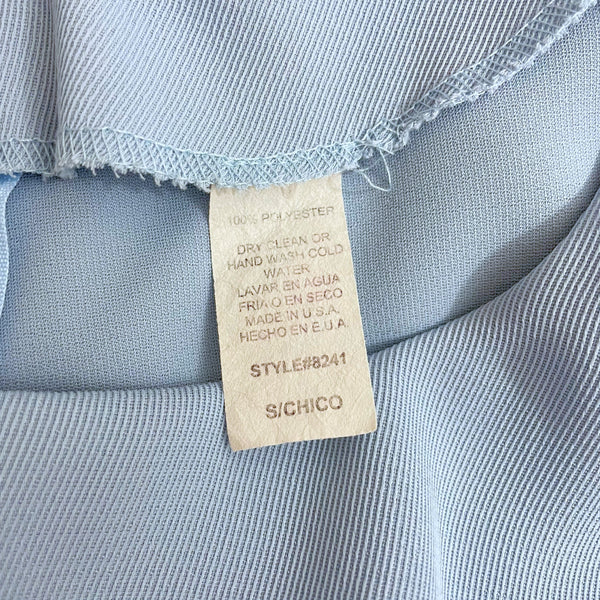 100% POLYESTER
DRY CLEAN OR
HAND WASH COLD
WATER
LAVAR EN AGUA
FRIA O EN SECO
MADE IN U.S.A.
HECHO EN E.U.A
STYLE#8241
S/CHICO